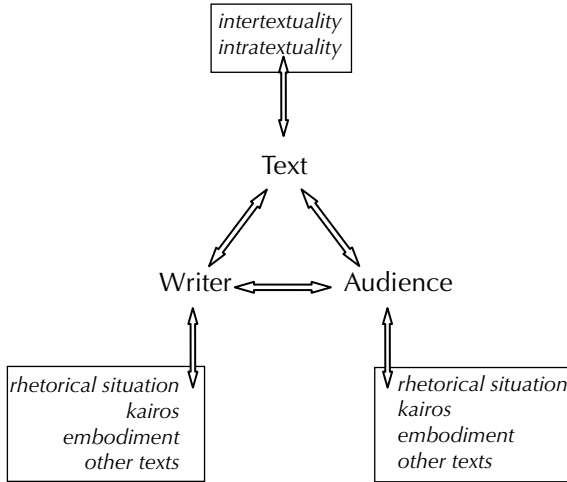 intertextuality
intratextuality
Text
Writer
Audience
rhetorical situation
kairos
embodiment
other texts
rhetorical situation
kairos
embodiment
other texts